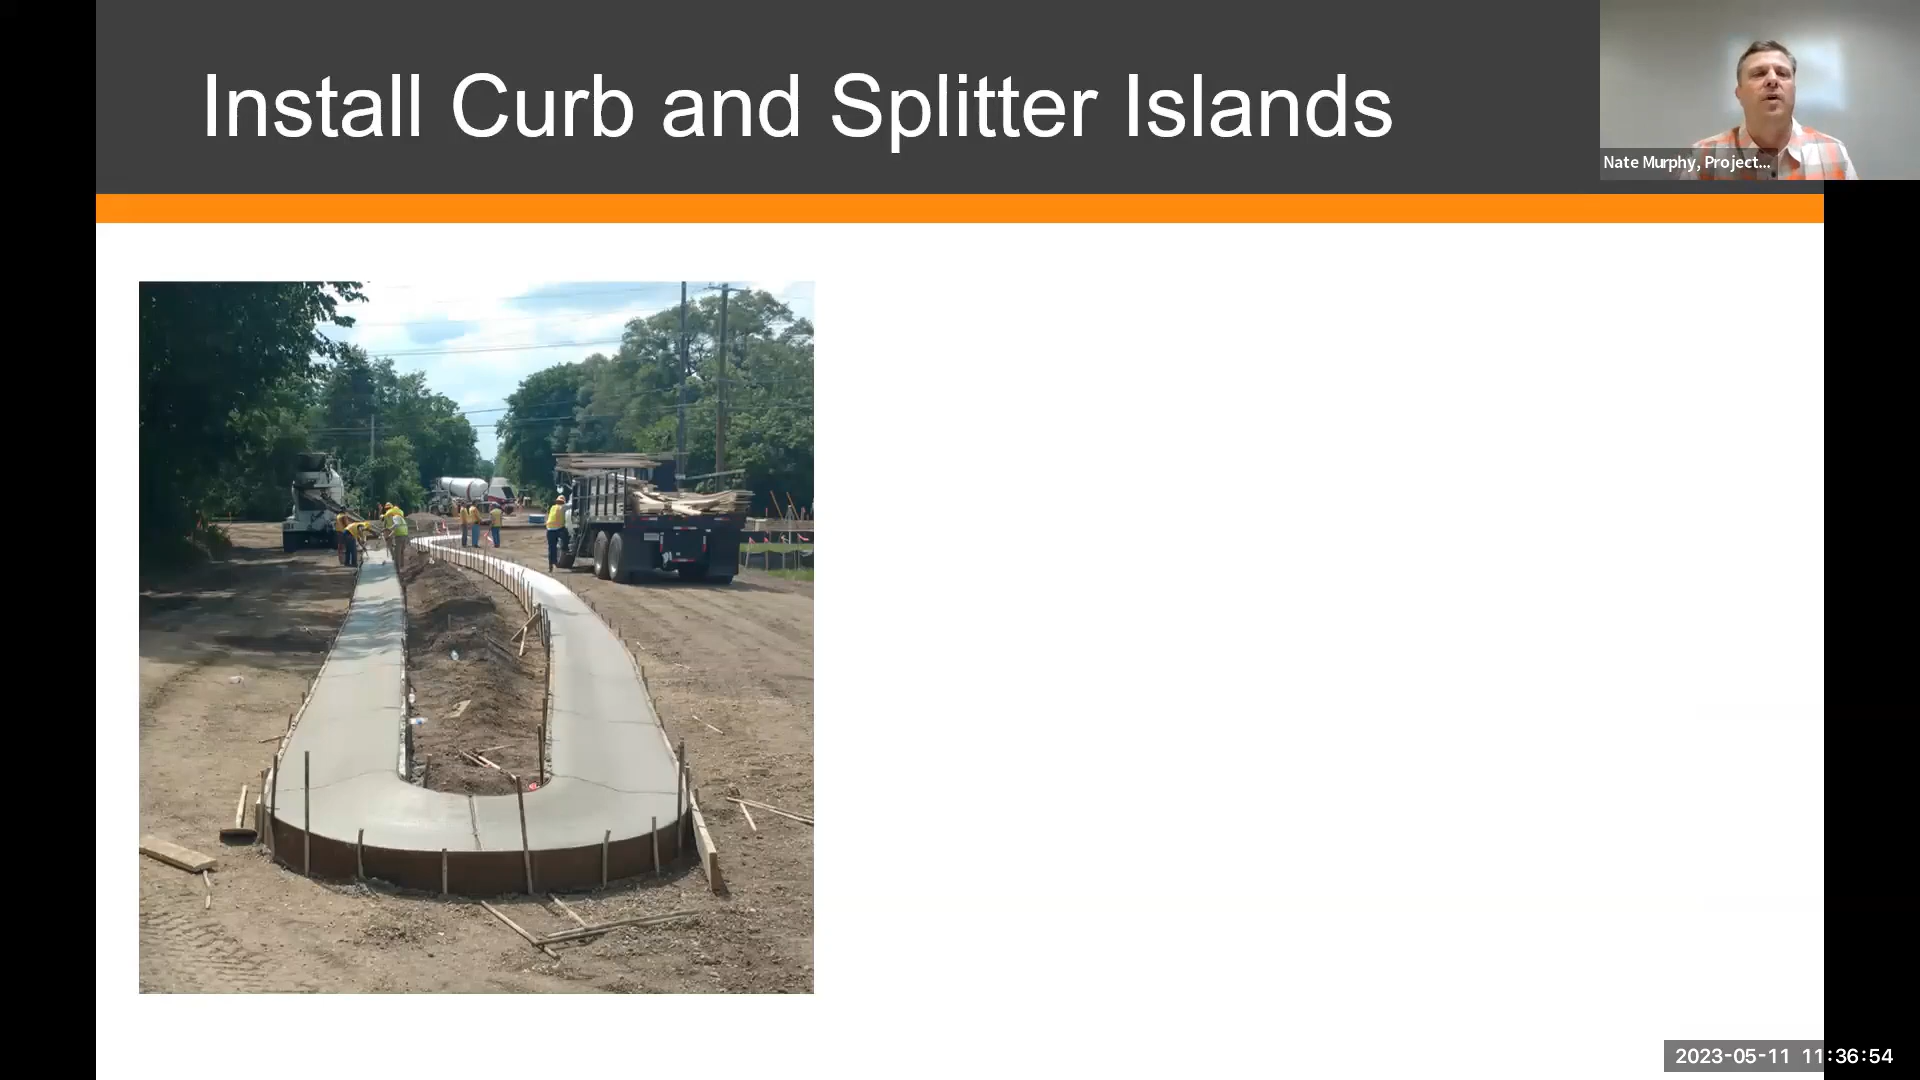 Install Curb and Splitter Islands
Nate Murphy, Project...
2023-05-11 11:36:54